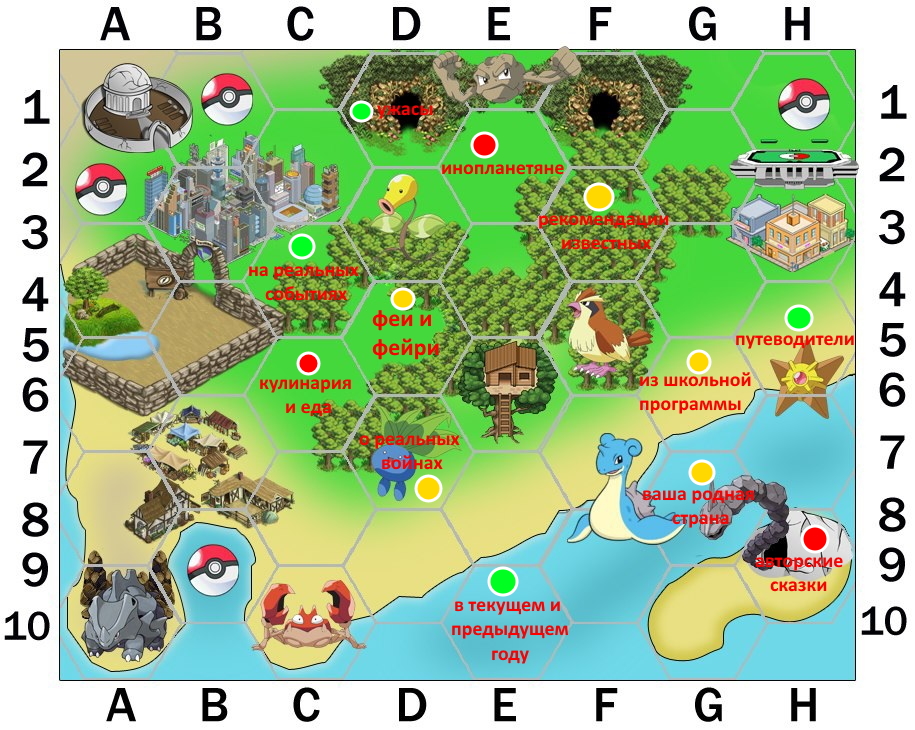 A B C D E F G H
1 1
ужасы
2 2
инопланетяне
3 3
рекомендации
известных
на реальных
событиях
4 4
феи и
фейри
путеводители
5 5
кулинария
и еда
из школьной
программы
6 6
о реальных
войнах
7 7
ваша родная
страна
8 8
авторские
сказки
9 9
в текущем и
предыдущем
году
10 10
A B C D E F G H